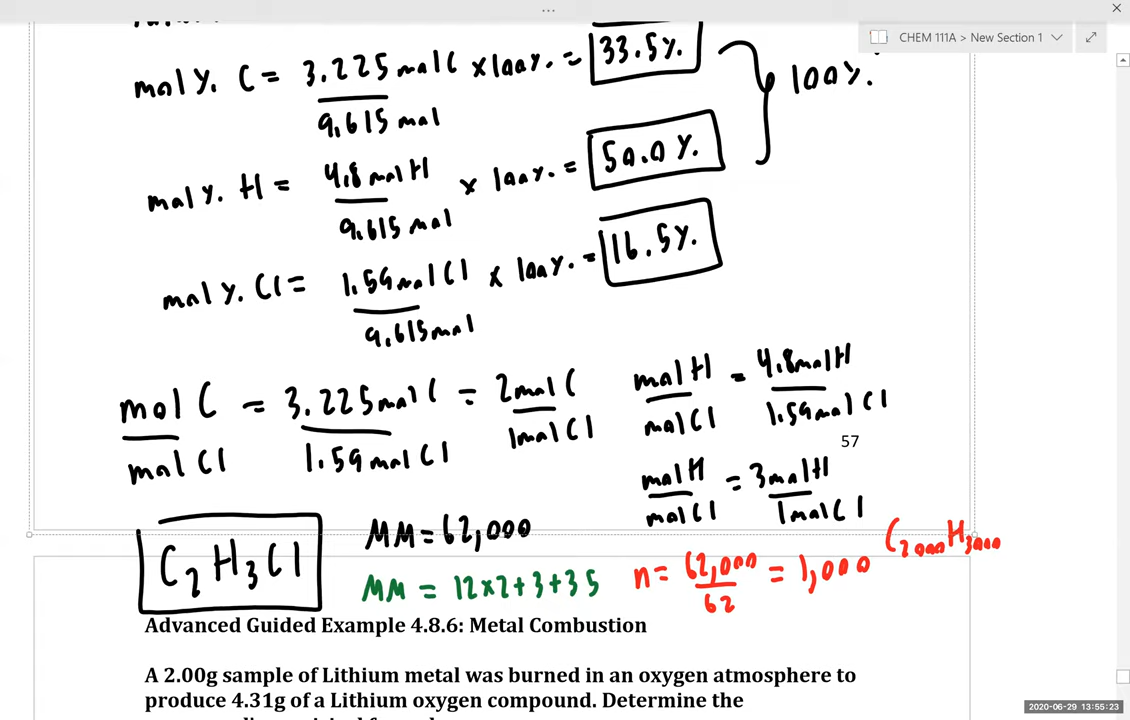 CHEM 111A > New Section 1
mol %. C = 3.225 mol C / 9.615 mol x 100%. = 33.5%.
100%.
mol %. H = 4.8 mol H / 9.615 mol x 100%. = 50.0%.
mol %. Cl = 1.59 mol Cl / 9.615 mol x 100%. = 16.5%.
mol C / mol Cl = 3.225 mol C / 1.59 mol Cl = 2 mol C / 1 mol Cl
mol H / mol Cl = 4.8 mol H / 1.59 mol Cl
57
mol H / mol Cl = 3 mol H / 1 mol Cl
C2H3Cl
MM = 62,000
MM = 12x2+3+35
n = 62,000 / 62 = 1,000
C2000H3000
Advanced Guided Example 4.8.6: Metal Combustion
A 2.00g sample of Lithium metal was burned in an oxygen atmosphere to
produce 4.31g of a Lithium oxygen compound. Determine the
2020-06-29 13:55:23